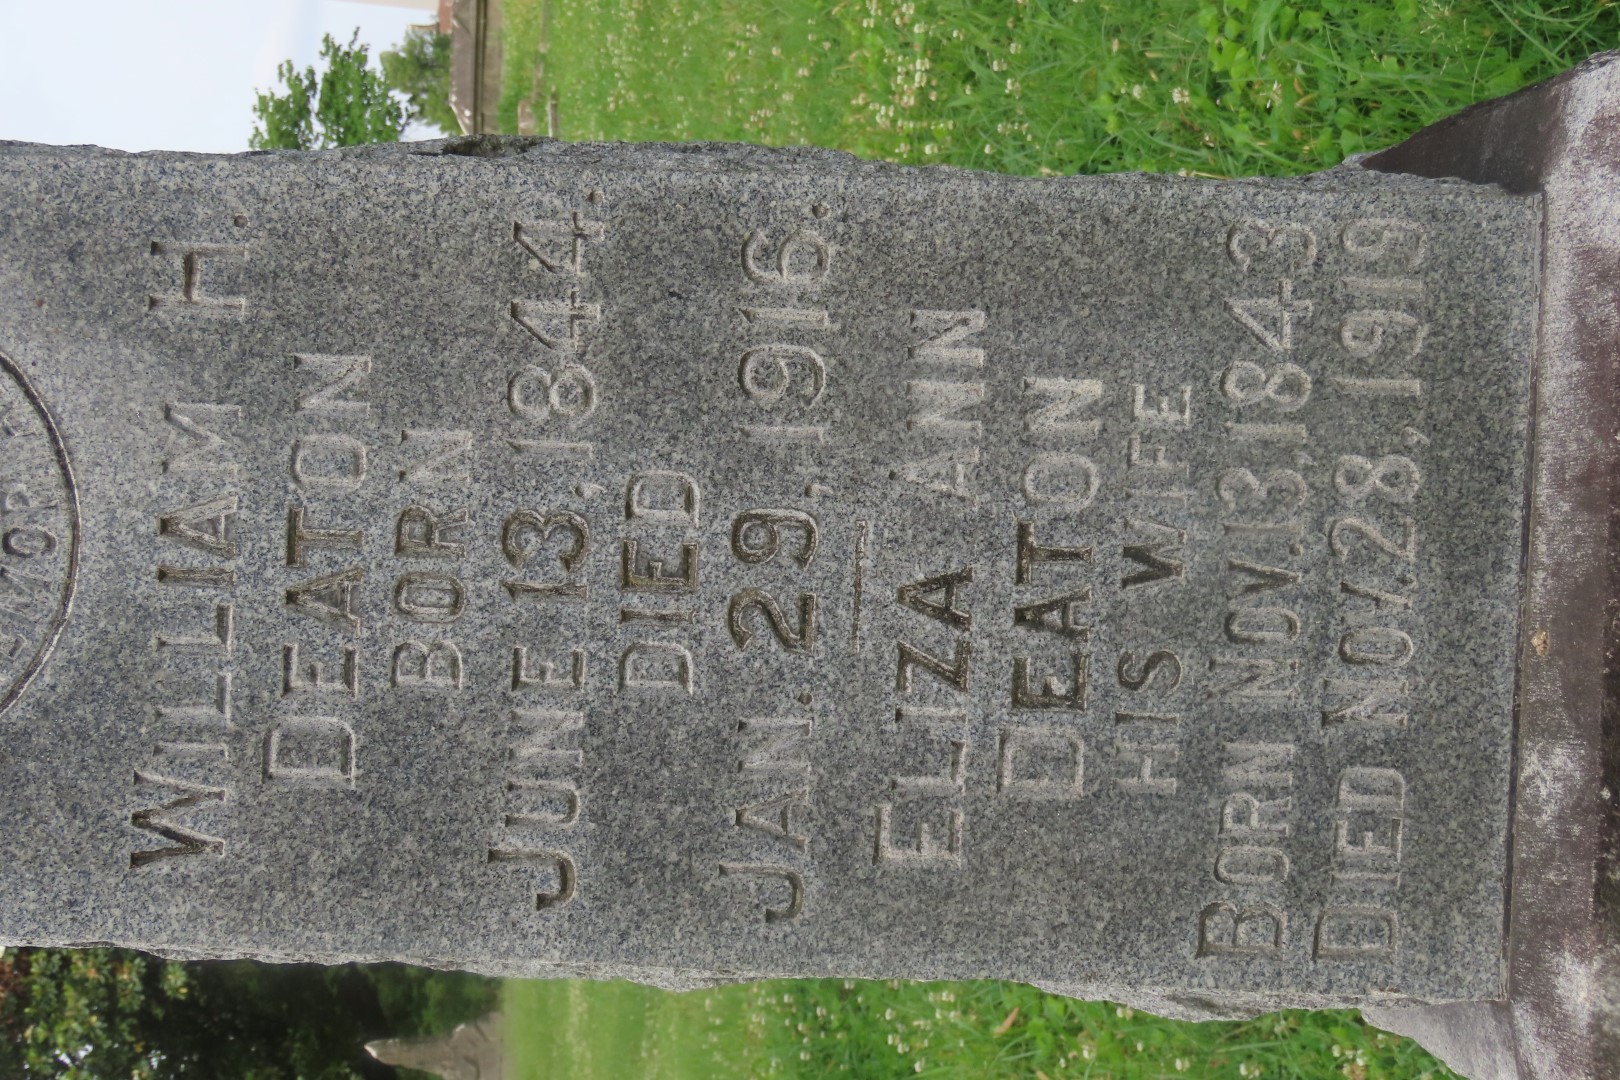 WILLIAM H.
DEATON
BORN
JUNE 13, 1844.
DIED
JAN. 29, 1916.
ELIZA ANN
DEATON
HIS WIFE
BORN NOV. 13, 1843
DIED NOV. 28, 1919